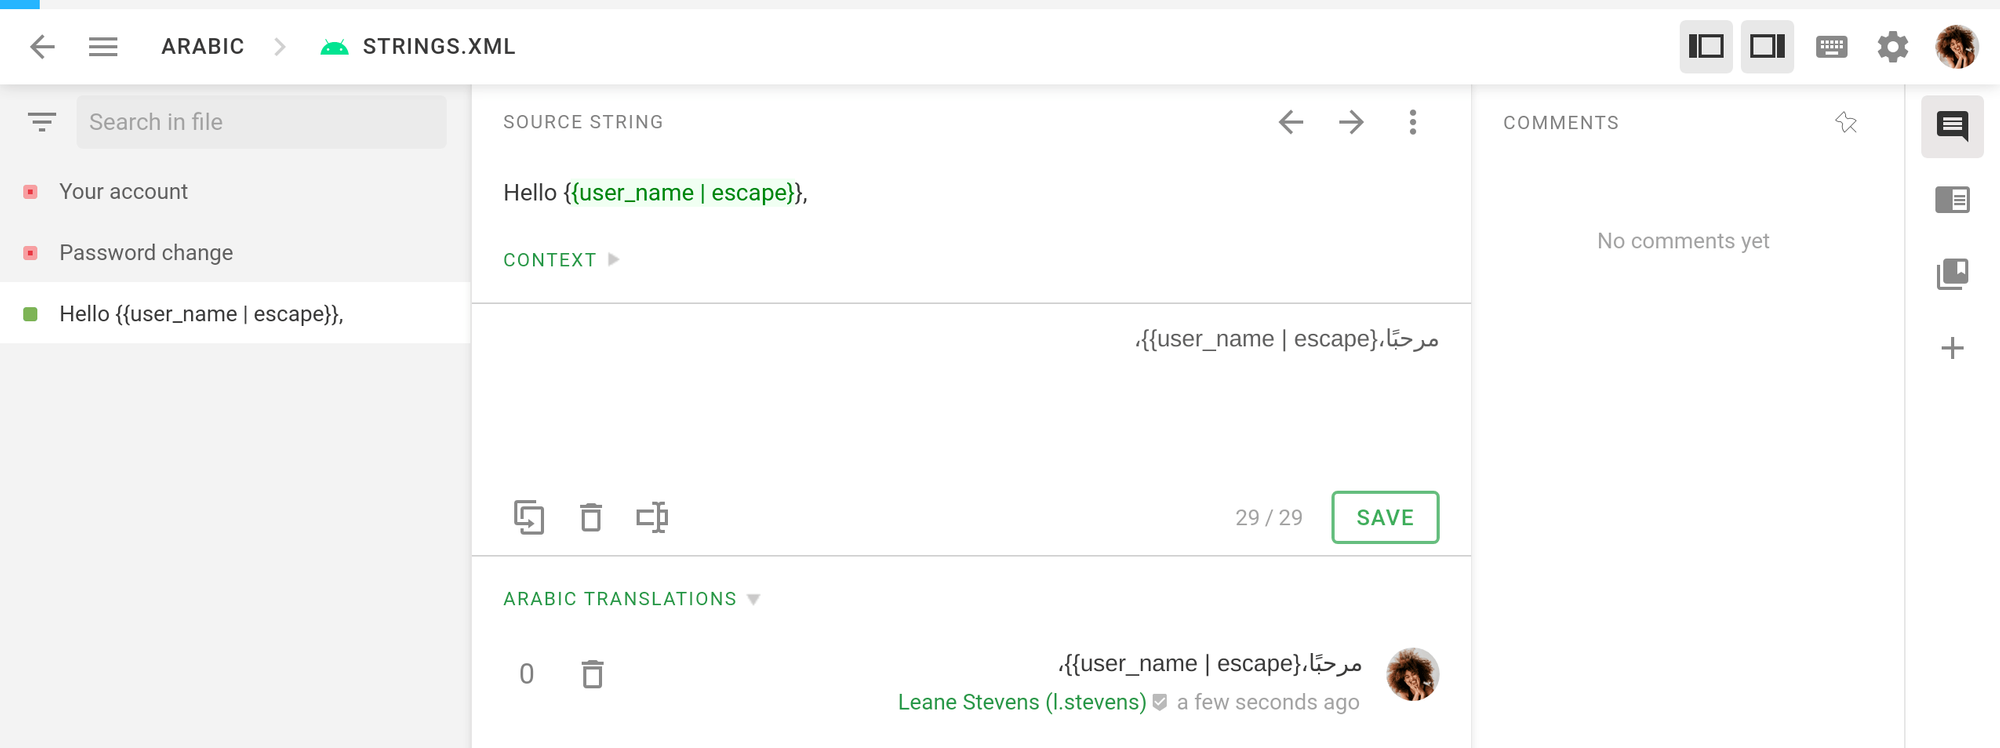 ARABIC > STRINGS.XML
Search in file
Your account
Password change
Hello {{user_name | escape}},
SOURCE STRING
Hello {{user_name | escape}},
CONTEXT
مرحبًا،{user_name | escape}}،
29 / 29
SAVE
ARABIC TRANSLATIONS
0
مرحبًا،{user_name | escape}}،
Leane Stevens (l.stevens) a few seconds ago
COMMENTS
No comments yet